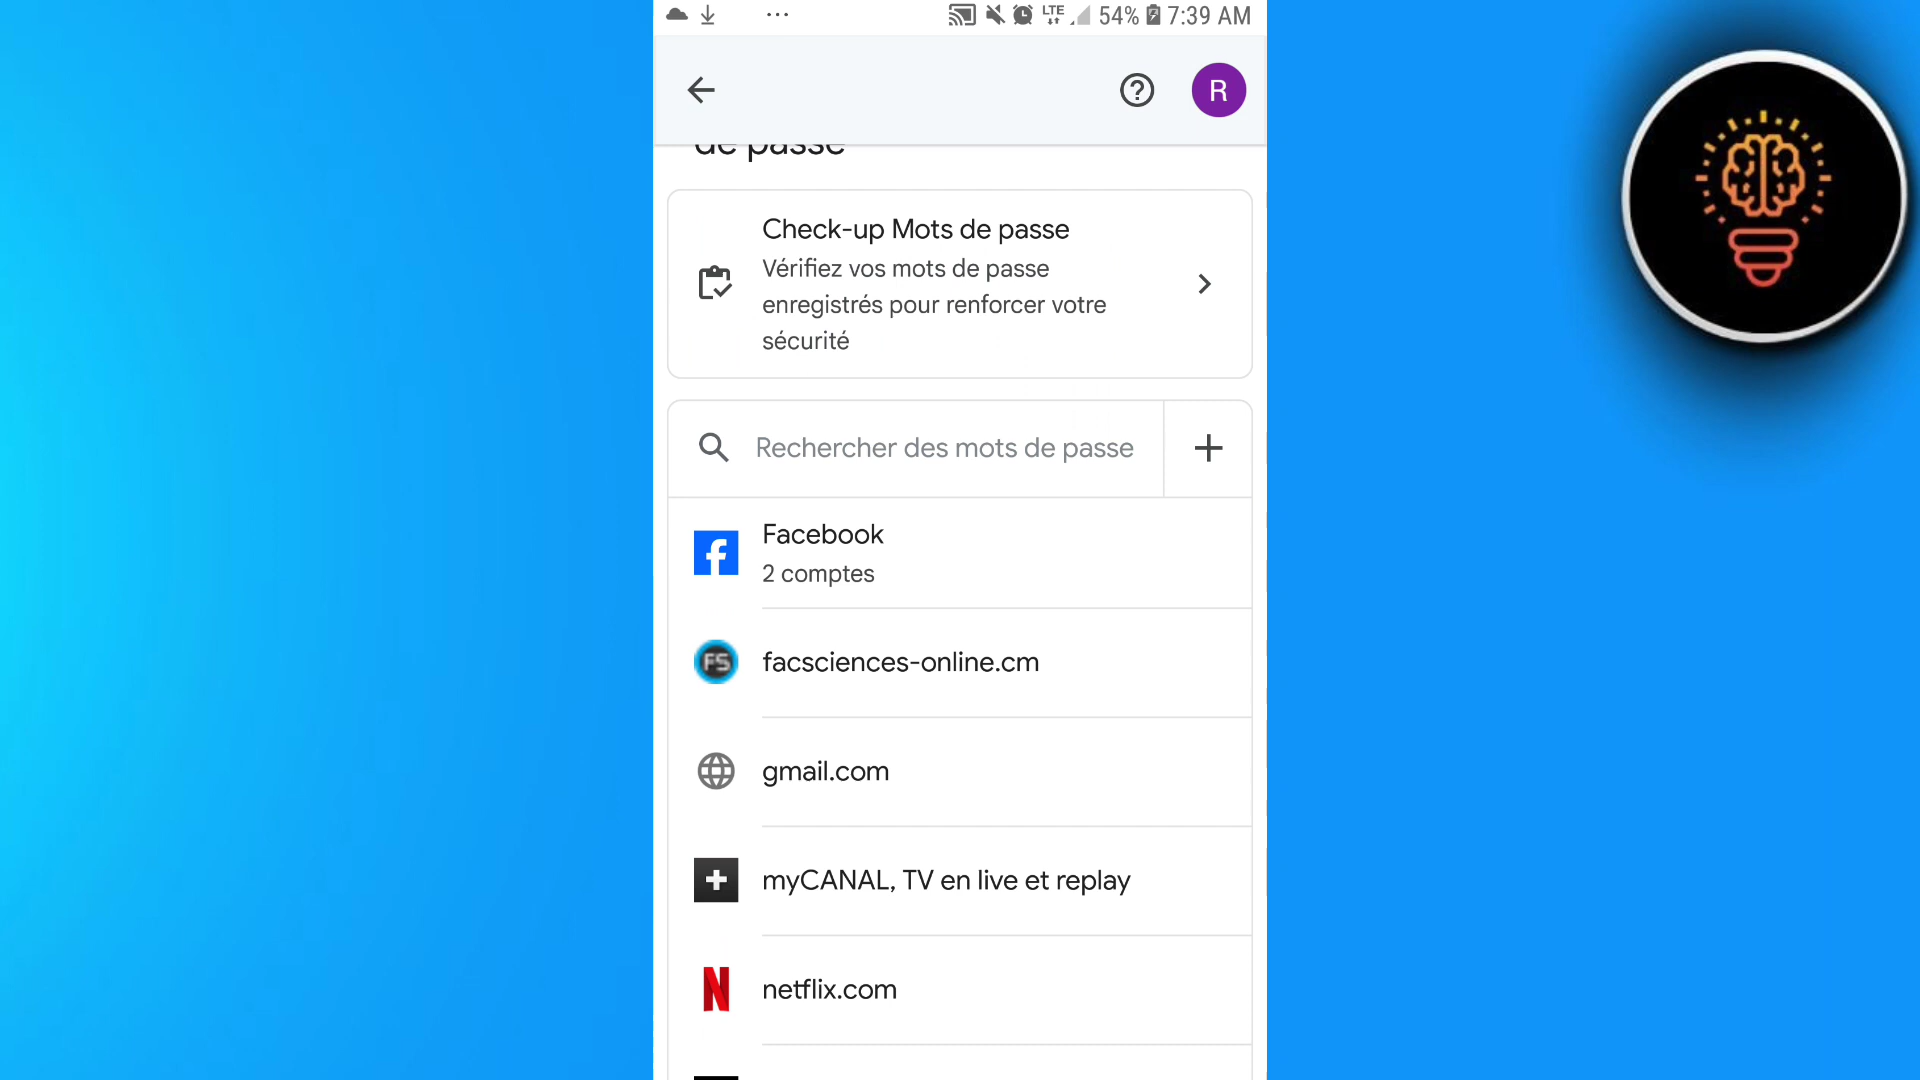 LTE 54% 7:39 AM
R
de passe
Check-up Mots de passe
Vérifiez vos mots de passe
enregistrés pour renforcer votre
sécurité
Rechercher des mots de passe
Facebook
2 comptes
FS facsciences-online.cm
gmail.com
myCANAL, TV en live et replay
N netflix.com